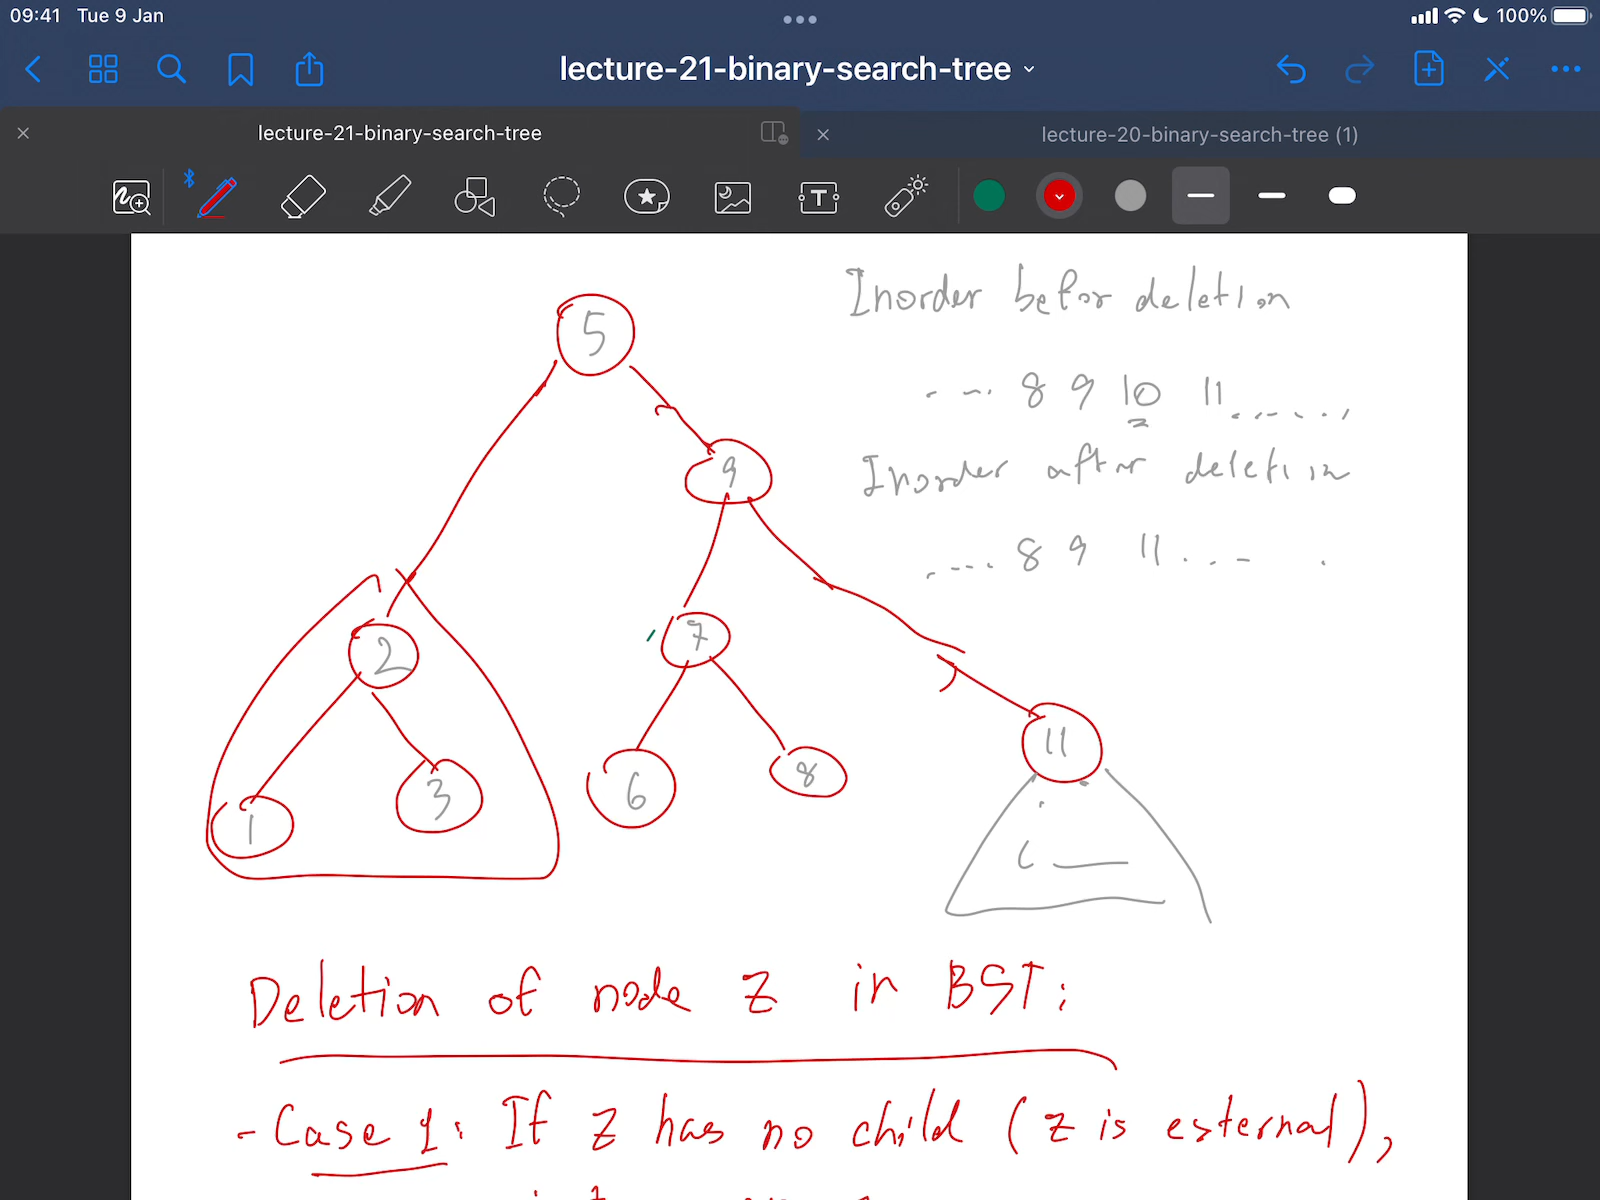 09:41 Tue 9 Jan
100%
lecture-21-binary-search-tree
lecture-21-binary-search-tree
lecture-20-binary-search-tree (1)
T
Inorder befor deletion
5
8 9 10 11
z
9
Inorder after deletion
8 9 11
7
2
11
6
8
3
1
Deletion of node z in BST:
- Case 1: If z has no child (z is external),